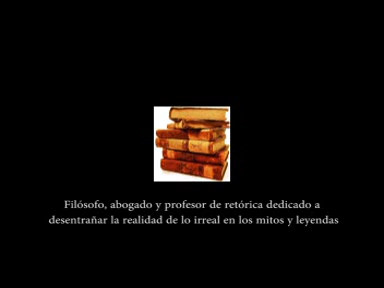 Filósofo, abogado y profesor de retórica dedicado a
desentrañar la realidad de lo irreal en los mitos y leyendas